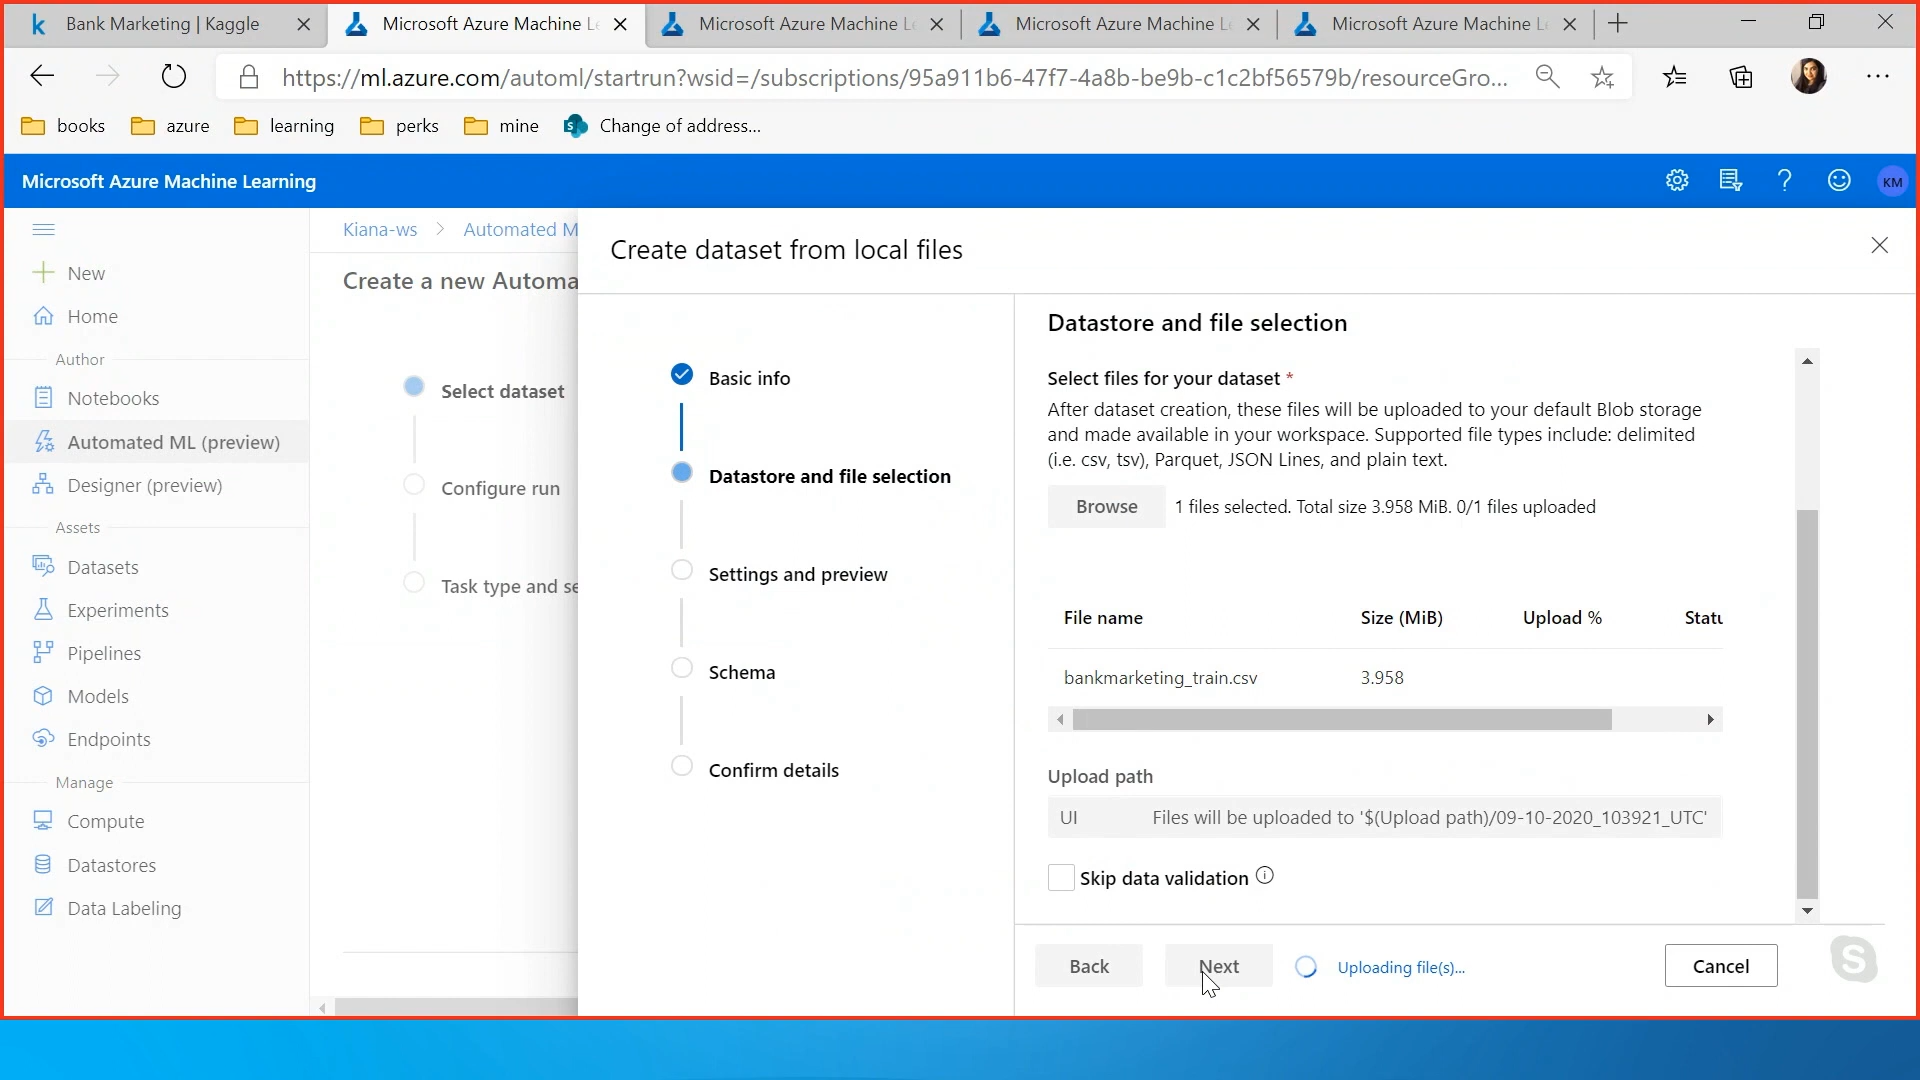 Bank Marketing | Kaggle
Microsoft Azure Machine Le
Microsoft Azure Machine Le
Microsoft Azure Machine Le
Microsoft Azure Machine Le
https://ml.azure.com/automl/startrun?wsid=/subscriptions/95a911b6-47f7-4a8b-be9b-c1c2bf56579b/resourceGro...
books
azure
learning
perks
mine
Change of address...
Microsoft Azure Machine Learning
KM
New
Home
Author
Notebooks
Automated ML (preview)
Designer (preview)
Assets
Datasets
Experiments
Pipelines
Models
Endpoints
Manage
Compute
Datastores
Data Labeling
Kiana-ws > Automated M
Create a new Automa
Select dataset
Configure run
Task type and se
Create dataset from local files
Basic info
Datastore and file selection
Settings and preview
Schema
Confirm details
Datastore and file selection
Select files for your dataset *
After dataset creation, these files will be uploaded to your default Blob storage
and made available in your workspace. Supported file types include: delimited
(i.e. csv, tsv), Parquet, JSON Lines, and plain text.
Browse
1 files selected. Total size 3.958 MiB. 0/1 files uploaded
File name Size (MiB) Upload % Statu
bankmarketing_train.csv 3.958
Upload path
UI Files will be uploaded to '$(Upload path)/09-10-2020_103921_UTC'
Skip data validation
Back
Next
Uploading file(s)...
Cancel